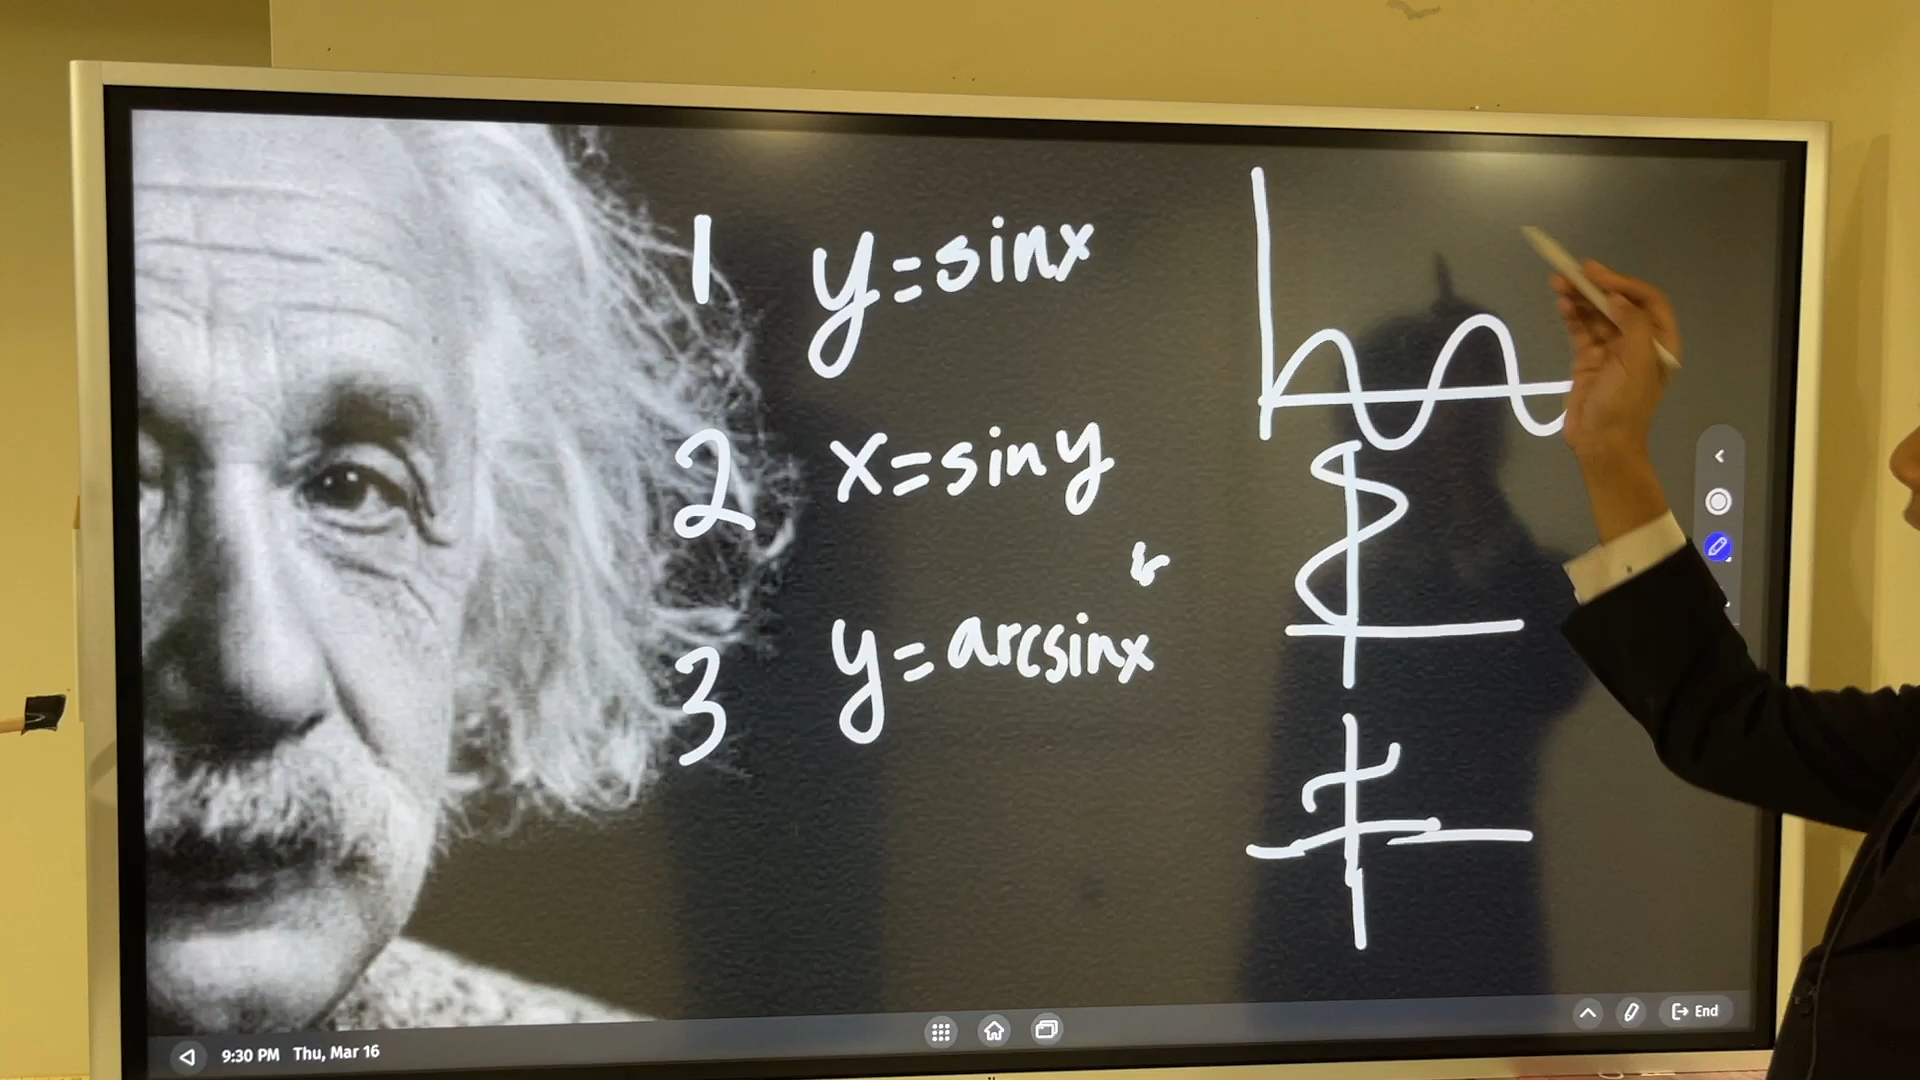 1 y=sinx
2 x=siny
3 y=arcsinx
End
9:30 PM Thu, Mar 16